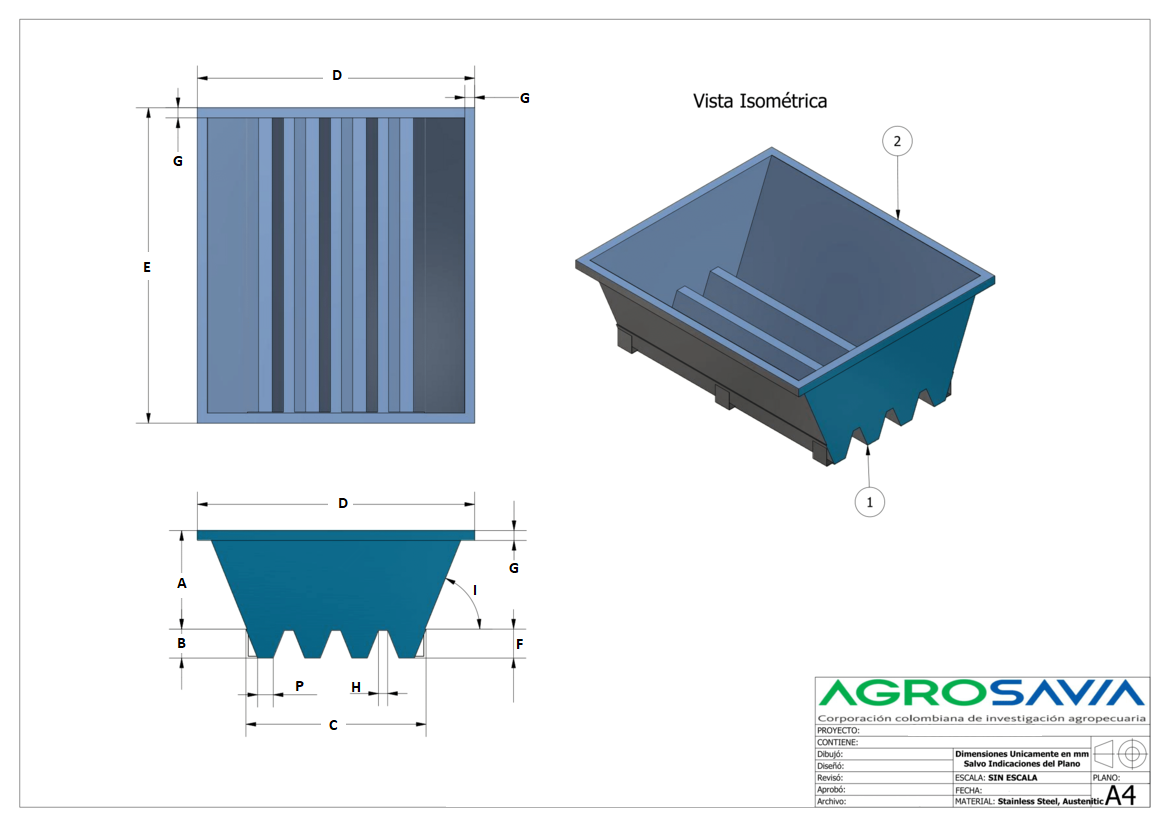 D
G
Vista Isométrica
2
G
E
D
G
A
I
B
F
P
H
C
1
AGROSAVIA
Corporación colombiana de investigación agropecuaria
PROYECTO:
CONTIENE:
Dibujó:
Dimensiones Unicamente en mm
Salvo Indicaciones del Plano
Diseñó:
Revisó:
ESCALA: SIN ESCALA
PLANO:
Aprobó:
FECHA:
A4
Archivo:
MATERIAL: Stainless Steel, Austenitic